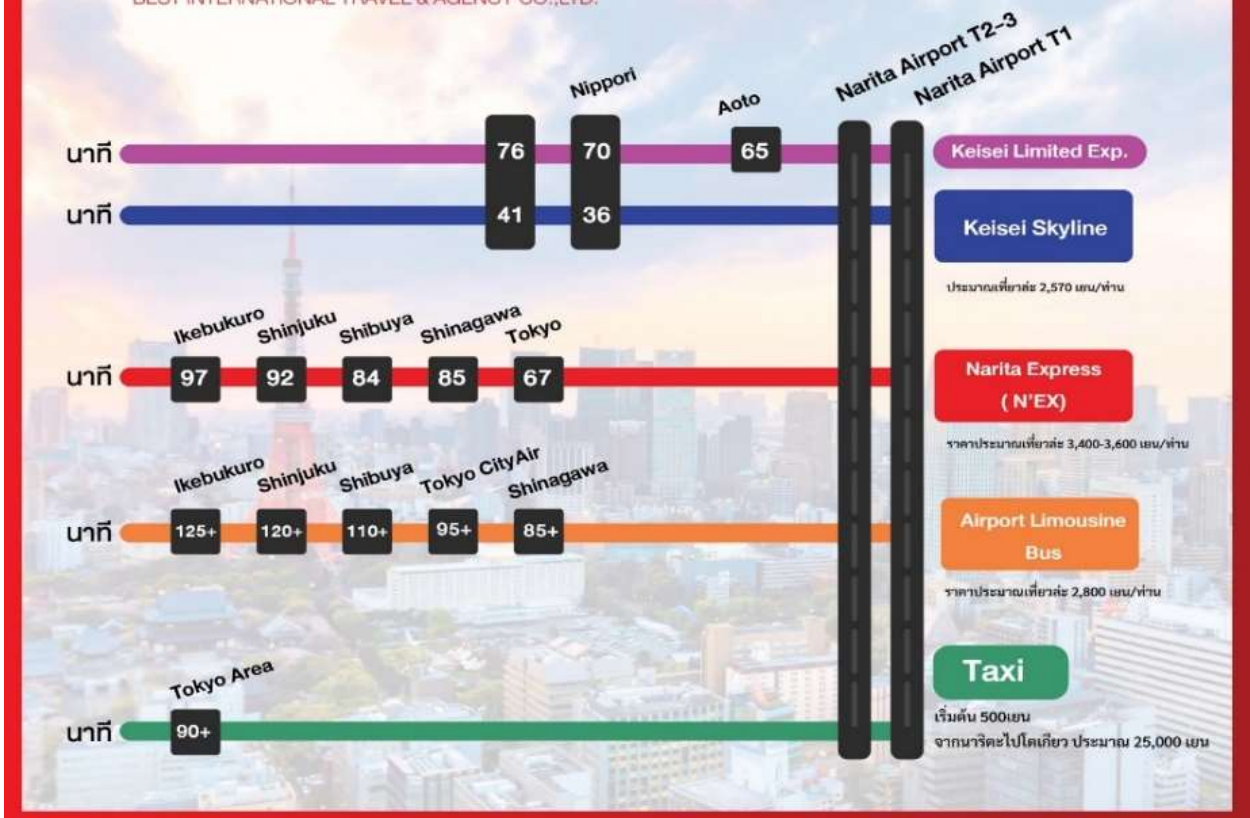 BEST INTERNATIONAL TRAVEL & AGENCY CO.,LTD.
Nippori
Aoto
Narita Airport T2-3
Narita Airport T1
นาที
76
70
65
Keisei Limited Exp.
นาที
41
36
Keisei Skyline
ประมาณเที่ยวล่ะ 2,570 เยน/ท่าน
Ikebukuro
Shinjuku
Shibuya
Shinagawa
Tokyo
นาที
97
92
84
85
67
Narita Express
( N'EX)
ราคาประมาณเที่ยวล่ะ 3,400-3,600 เยน/ท่าน
Ikebukuro
Shinjuku
Shibuya
Tokyo CityAir
Shinagawa
นาที
125+
120+
110+
95+
85+
Airport Limousine
Bus
ราคาประมาณเที่ยวล่ะ 2,800 เยน/ท่าน
Tokyo Area
นาที
90+
Taxi
เริ่มต้น 500เยน
จากนาริตะไปโตเกียว ประมาณ 25,000 เยน